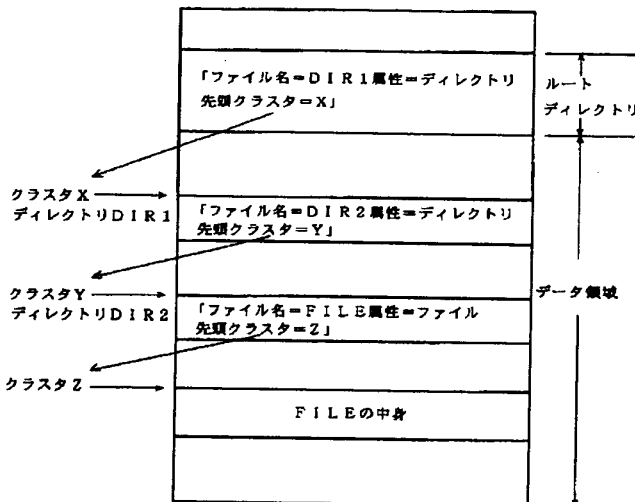 「ファイル名=DIR1属性=ディレクトリ
先頭クラスタ=X」
ルート
ディレクトリ
クラスタX
ディレクトリDIR1
「ファイル名=DIR2属性=ディレクトリ
先頭クラスタ=Y」
クラスタY
ディレクトリDIR2
「ファイル名=FILE属性=ファイル
先頭クラスタ=Z」
データ領域
クラスタZ
FILEの中身